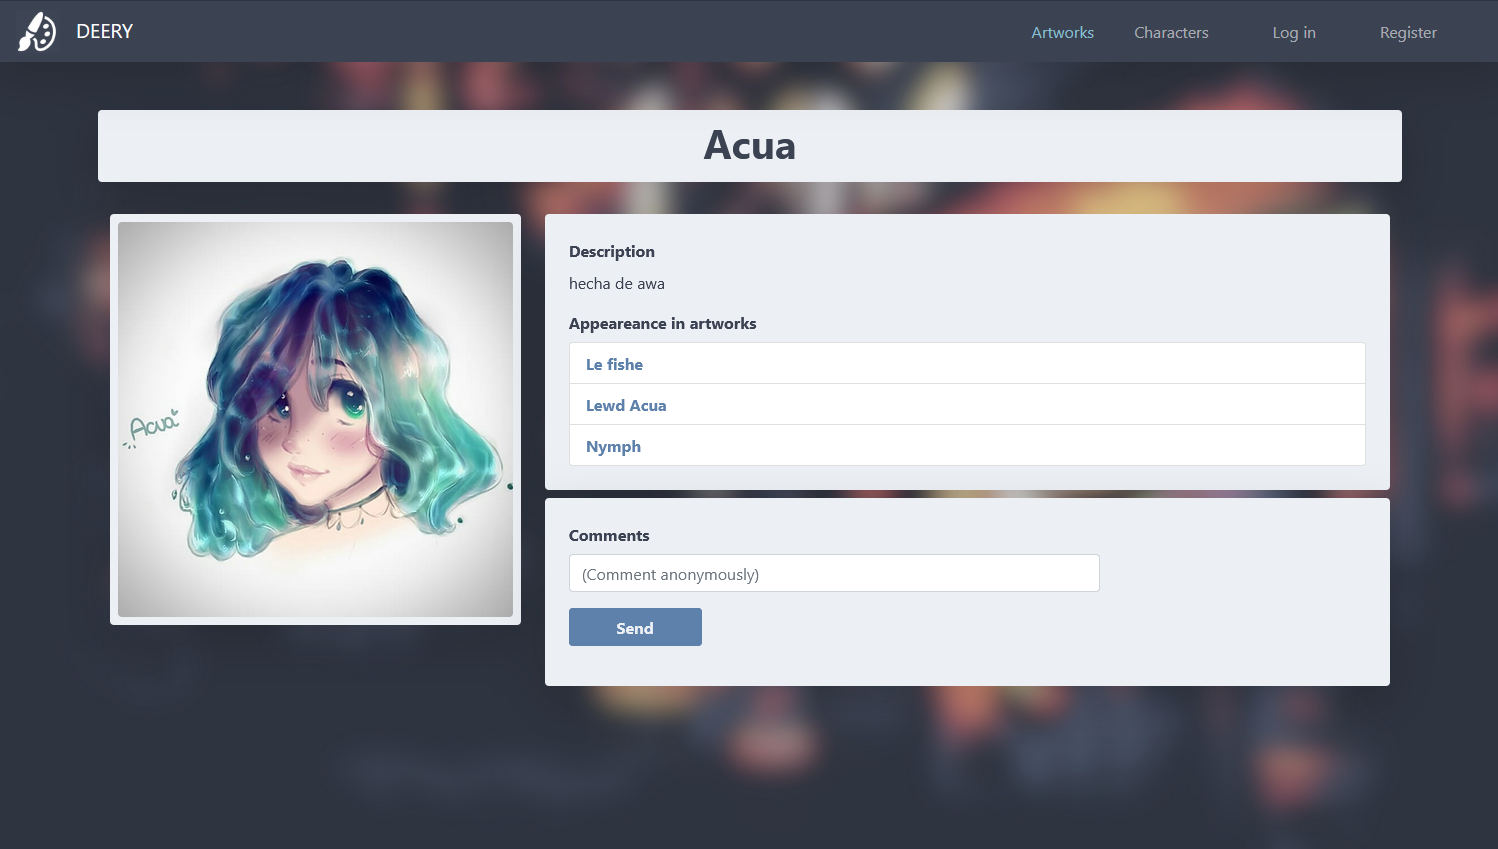 DEERY
Artworks Characters Log in Register
Acua
Acua
Description
hecha de awa
Appeareance in artworks
Le fishe
Lewd Acua
Nymph
Comments
(Comment anonymously)
Send